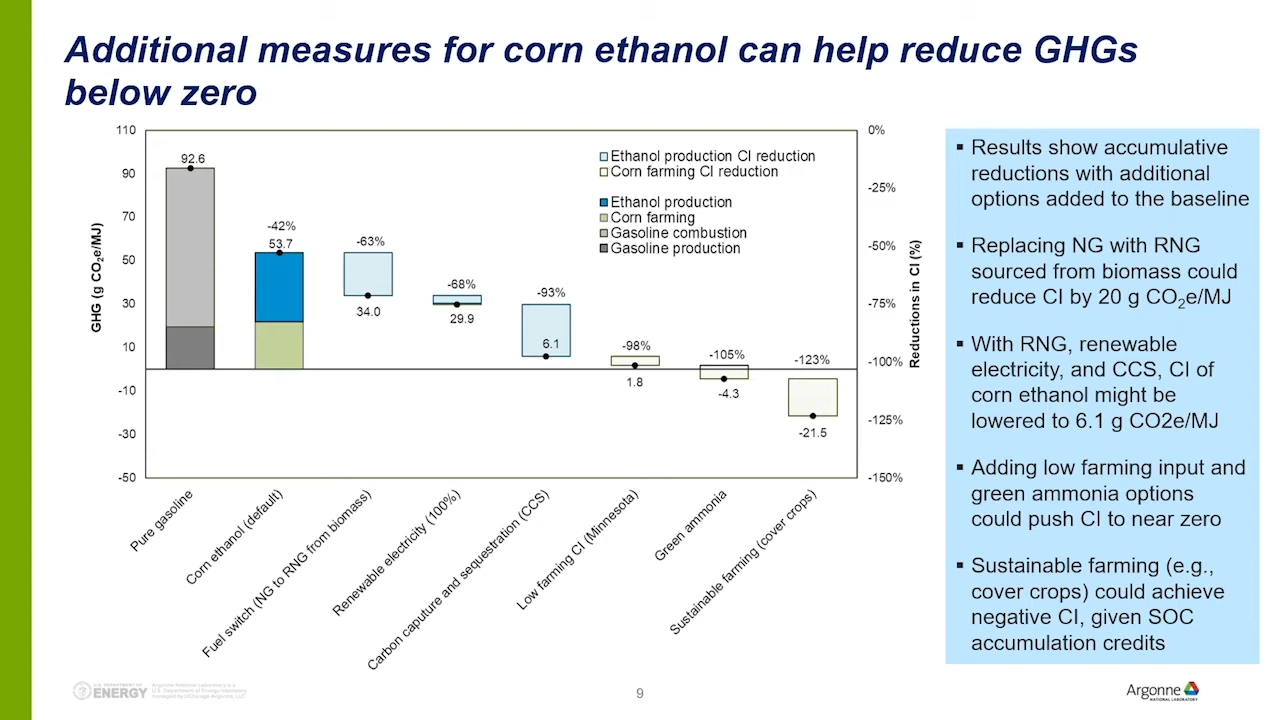 Additional measures for corn ethanol can help reduce GHGs
below zero
110
90
70
50
30
10
-10
-30
-50
GHG (g CO2e/MJ)
92.6
-42%
53.7
-63%
34.0
-68%
29.9
-93%
6.1
-98%
1.8
-105%
-4.3
-123%
-21.5
Ethanol production CI reduction
Corn farming CI reduction
Ethanol production
Corn farming
Gasoline combustion
Gasoline production
0%
-25%
-50%
-75%
-100%
-125%
-150%
Reductions in CI (%)
Pure gasoline
Corn ethanol (default)
Fuel switch (NG to RNG from biomass)
Renewable electricity (100%)
Carbon caputure and sequestration (CCS)
Low farming CI (Minnesota)
Green ammonia
Sustainable farming (cover crops)
▪ Results show accumulative
reductions with additional
options added to the baseline
▪ Replacing NG with RNG
sourced from biomass could
reduce CI by 20 g CO2e/MJ
▪ With RNG, renewable
electricity, and CCS, CI of
corn ethanol might be
lowered to 6.1 g CO2e/MJ
▪ Adding low farming input and
green ammonia options
could push CI to near zero
▪ Sustainable farming (e.g.,
cover crops) could achieve
negative CI, given SOC
accumulation credits
U.S. DEPARTMENT OF
ENERGY
Argonne National Laboratory is a
U.S. Department of Energy laboratory
managed by UChicago Argonne, LLC.
9
Argonne
NATIONAL LABORATORY